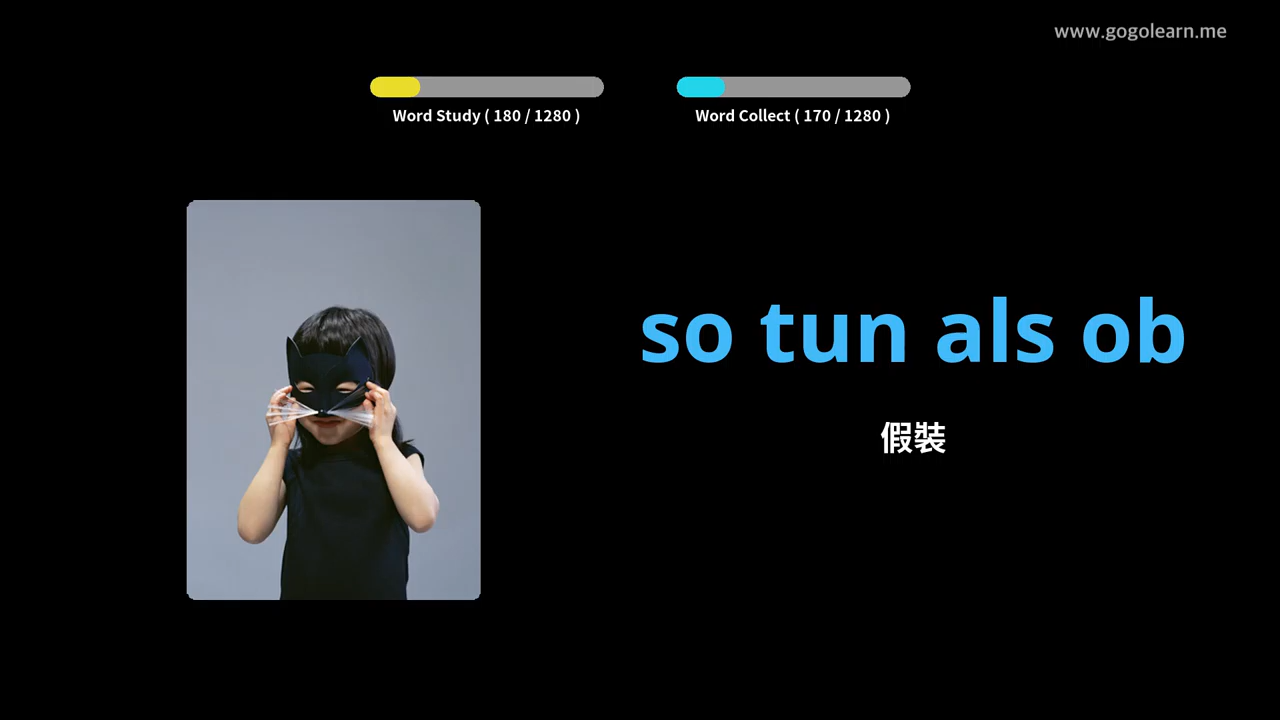 www.gogolearn.me
Word Study ( 180 / 1280 )
Word Collect ( 170 / 1280 )
so tun als ob
假裝